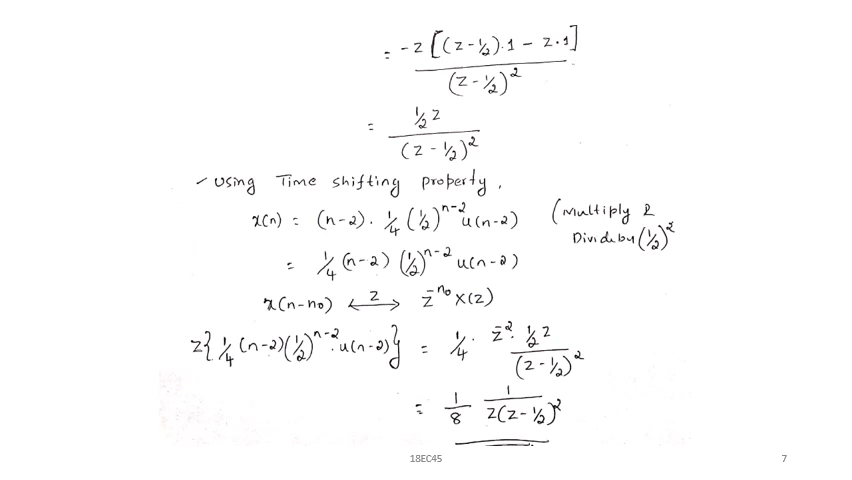 = -z [(z-½)·1 - z·1] / (z-½)²
= ½z / (z-½)²
✓ Using Time shifting property,
x(n) = (n-2)· ¼ (½)ⁿ⁻² u(n-2) (Multiply & Divide by (½)²
= ¼ (n-2) (½)ⁿ⁻² u(n-2)
x(n-n₀) ⟷ᶻ z^-n₀ X(z)
z{¼ (n-2)(½)ⁿ⁻²·u(n-2)} = ¼ · z⁻²· ½z / (z-½)²
= 1/8 1 / z(z-½)²
18EC45 7